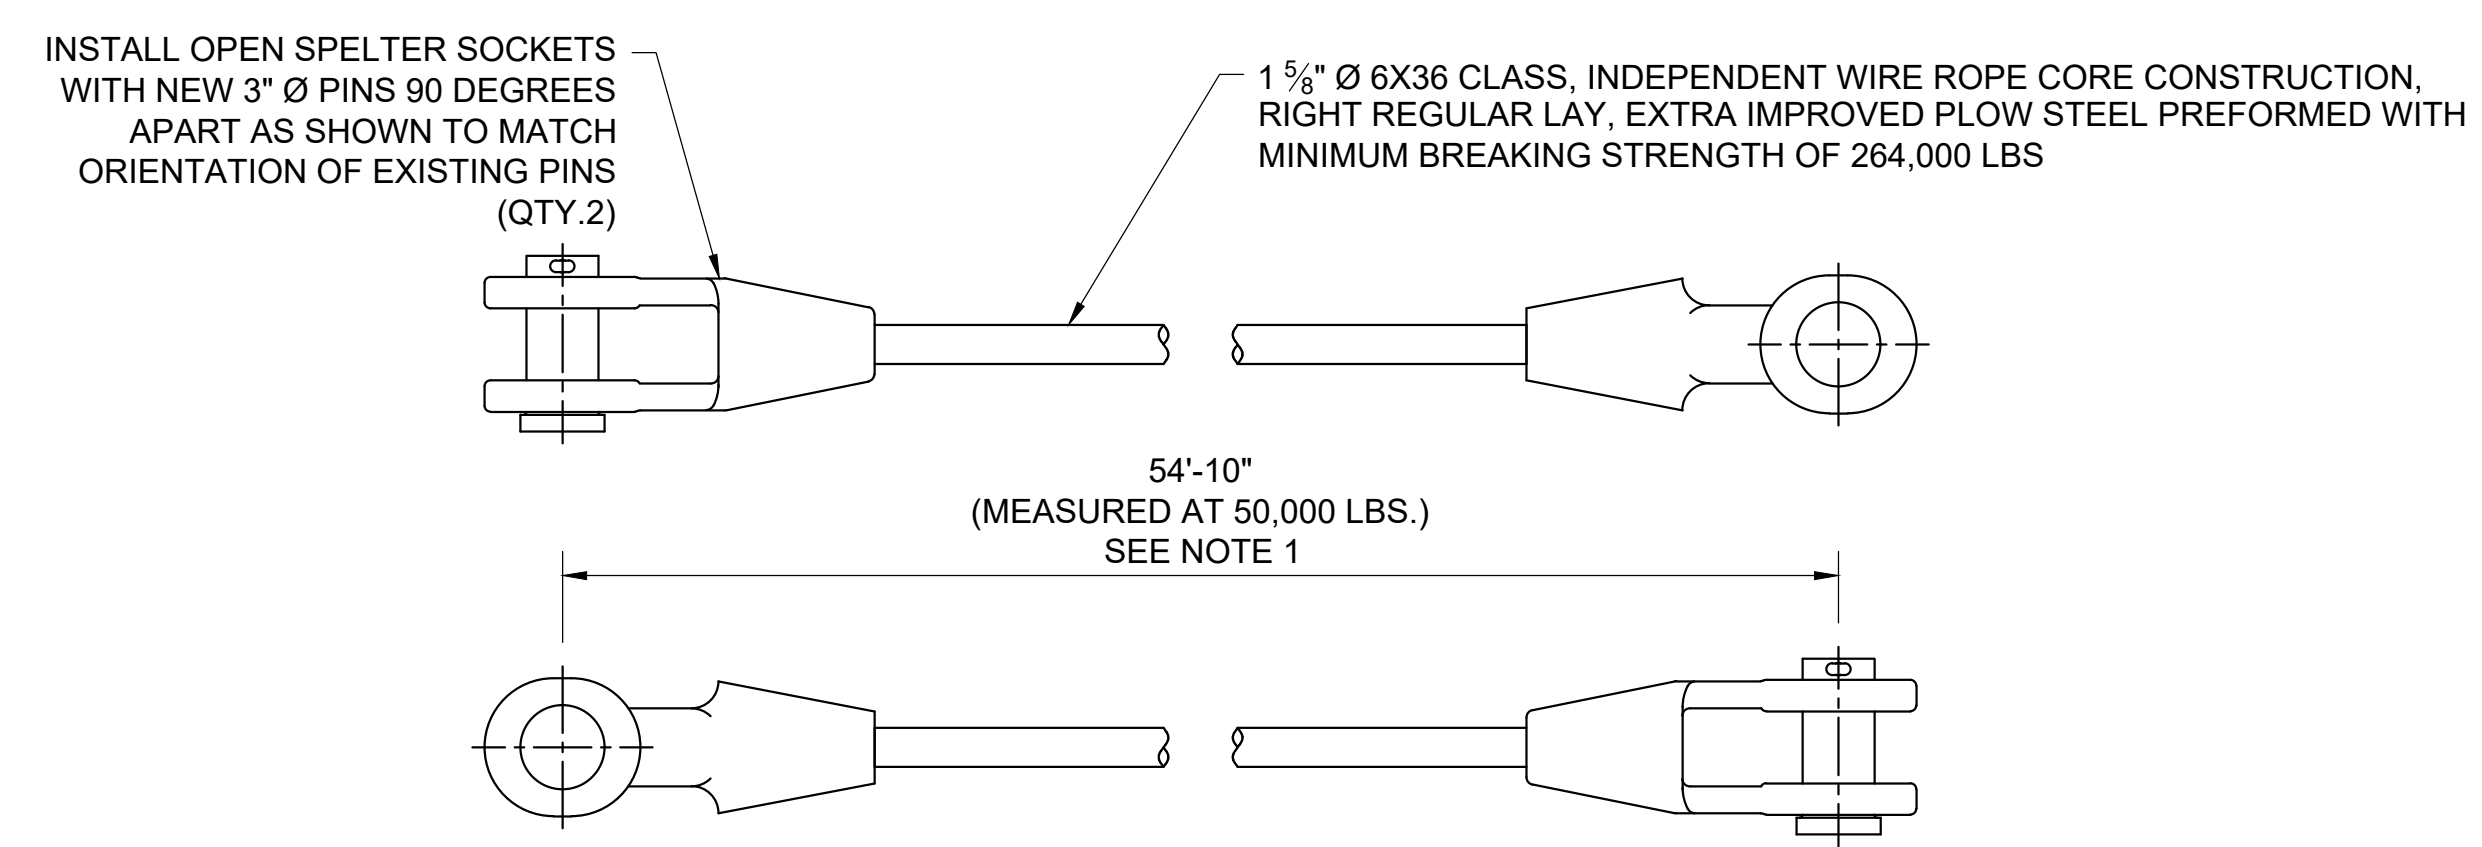 INSTALL OPEN SPELTER SOCKETS
WITH NEW 3" Ø PINS 90 DEGREES
APART AS SHOWN TO MATCH
ORIENTATION OF EXISTING PINS
(QTY.2)
1 5⁄8" Ø 6X36 CLASS, INDEPENDENT WIRE ROPE CORE CONSTRUCTION,
RIGHT REGULAR LAY, EXTRA IMPROVED PLOW STEEL PREFORMED WITH
MINIMUM BREAKING STRENGTH OF 264,000 LBS
54'-10"
(MEASURED AT 50,000 LBS.)
SEE NOTE 1